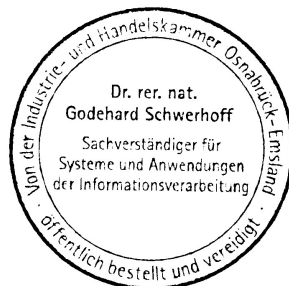 Von der Industrie- und Handelskammer Osnabrück-Emsland
Dr. rer. nat.
Godehard Schwerhoff
Sachverständiger für
Systeme und Anwendungen
der Informationsverarbeitung
· öffentlich bestellt und vereidigt ·